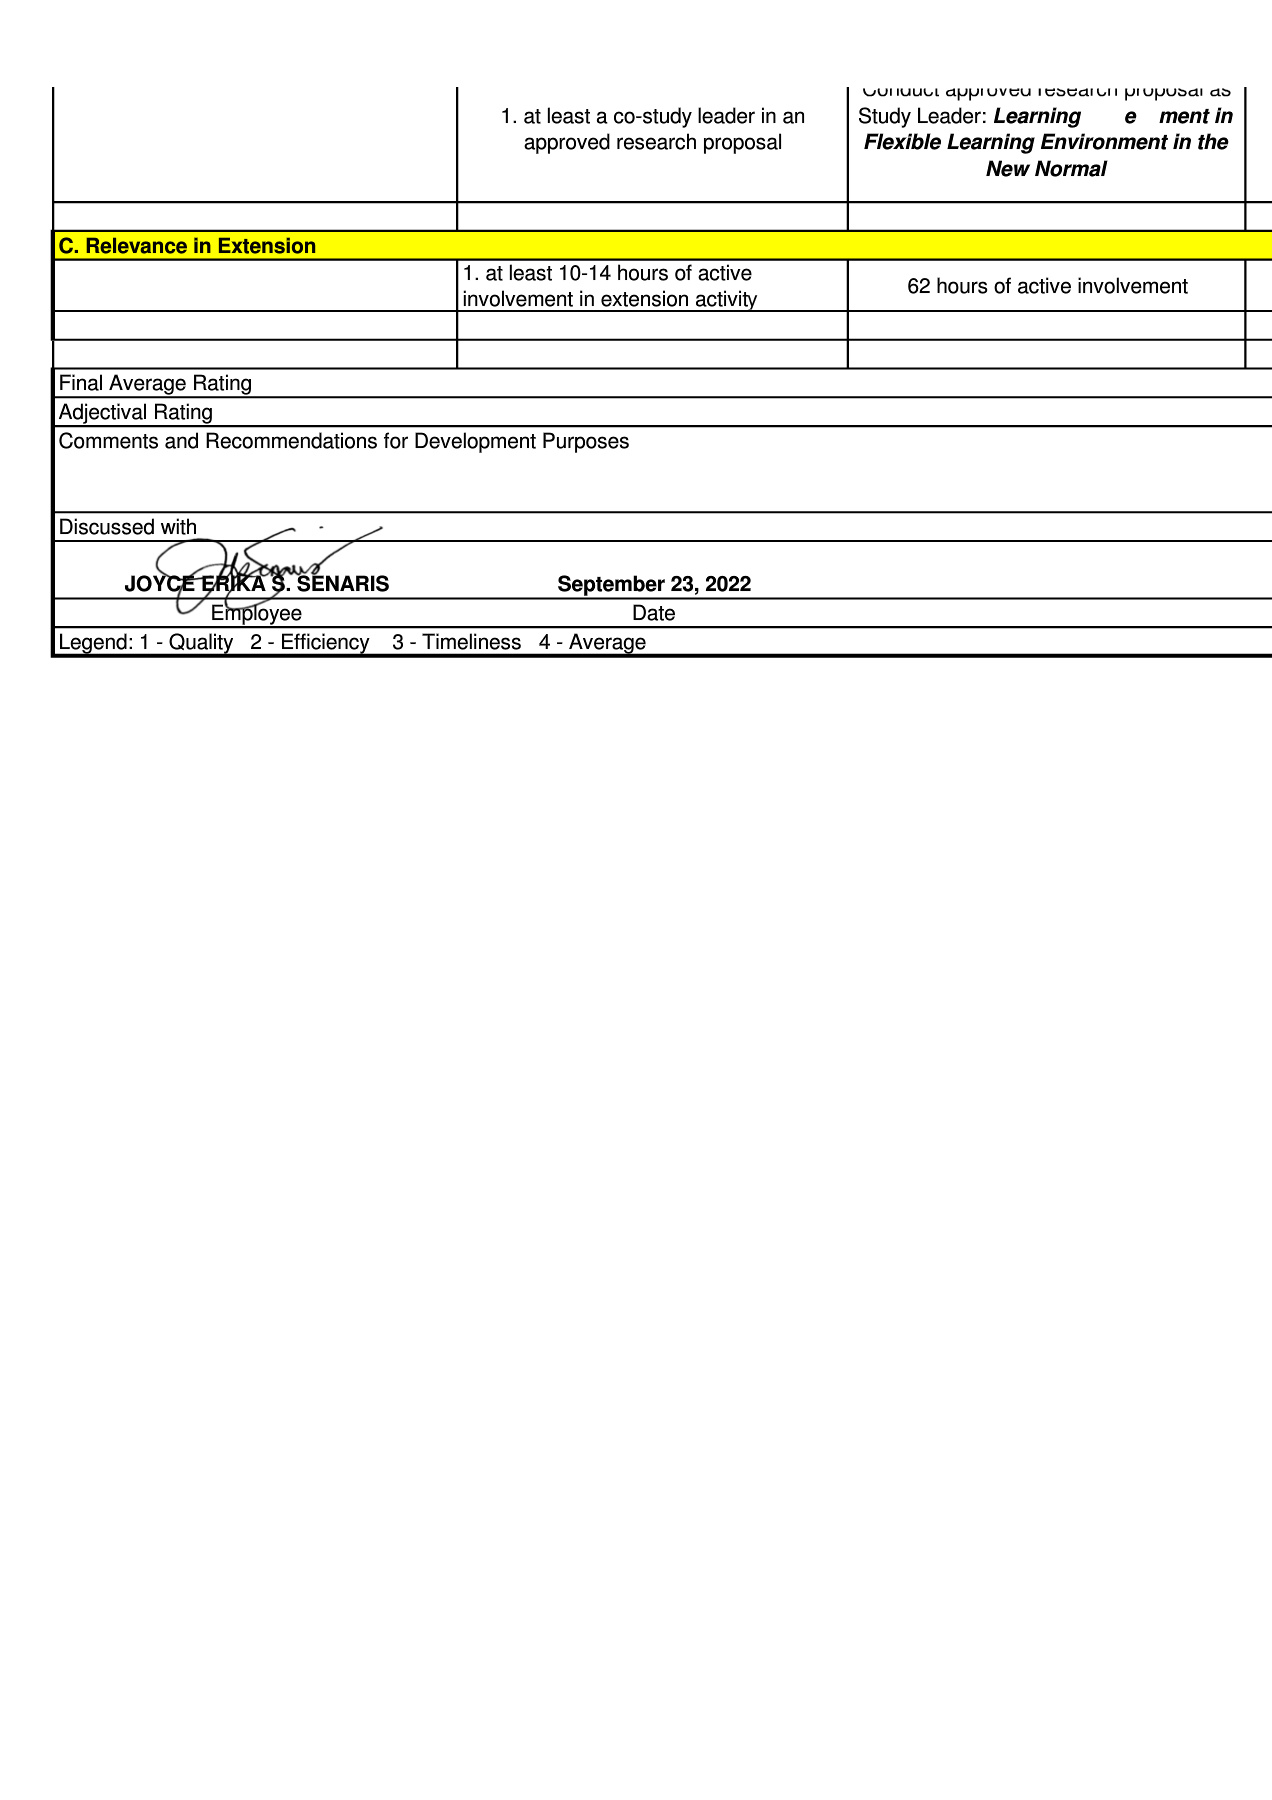 Conduct approved research proposal as
1. at least a co-study leader in an
Study Leader: Learning e ment in
approved research proposal
Flexible Learning Environment in the
New Normal
C. Relevance in Extension
1. at least 10-14 hours of active
involvement in extension activity
62 hours of active involvement
Final Average Rating
Adjectival Rating
Comments and Recommendations for Development Purposes
Discussed with
JOYCE ERIKA S. SENARIS September 23, 2022
Employee Date
Legend: 1 - Quality 2 - Efficiency 3 - Timeliness 4 - Average